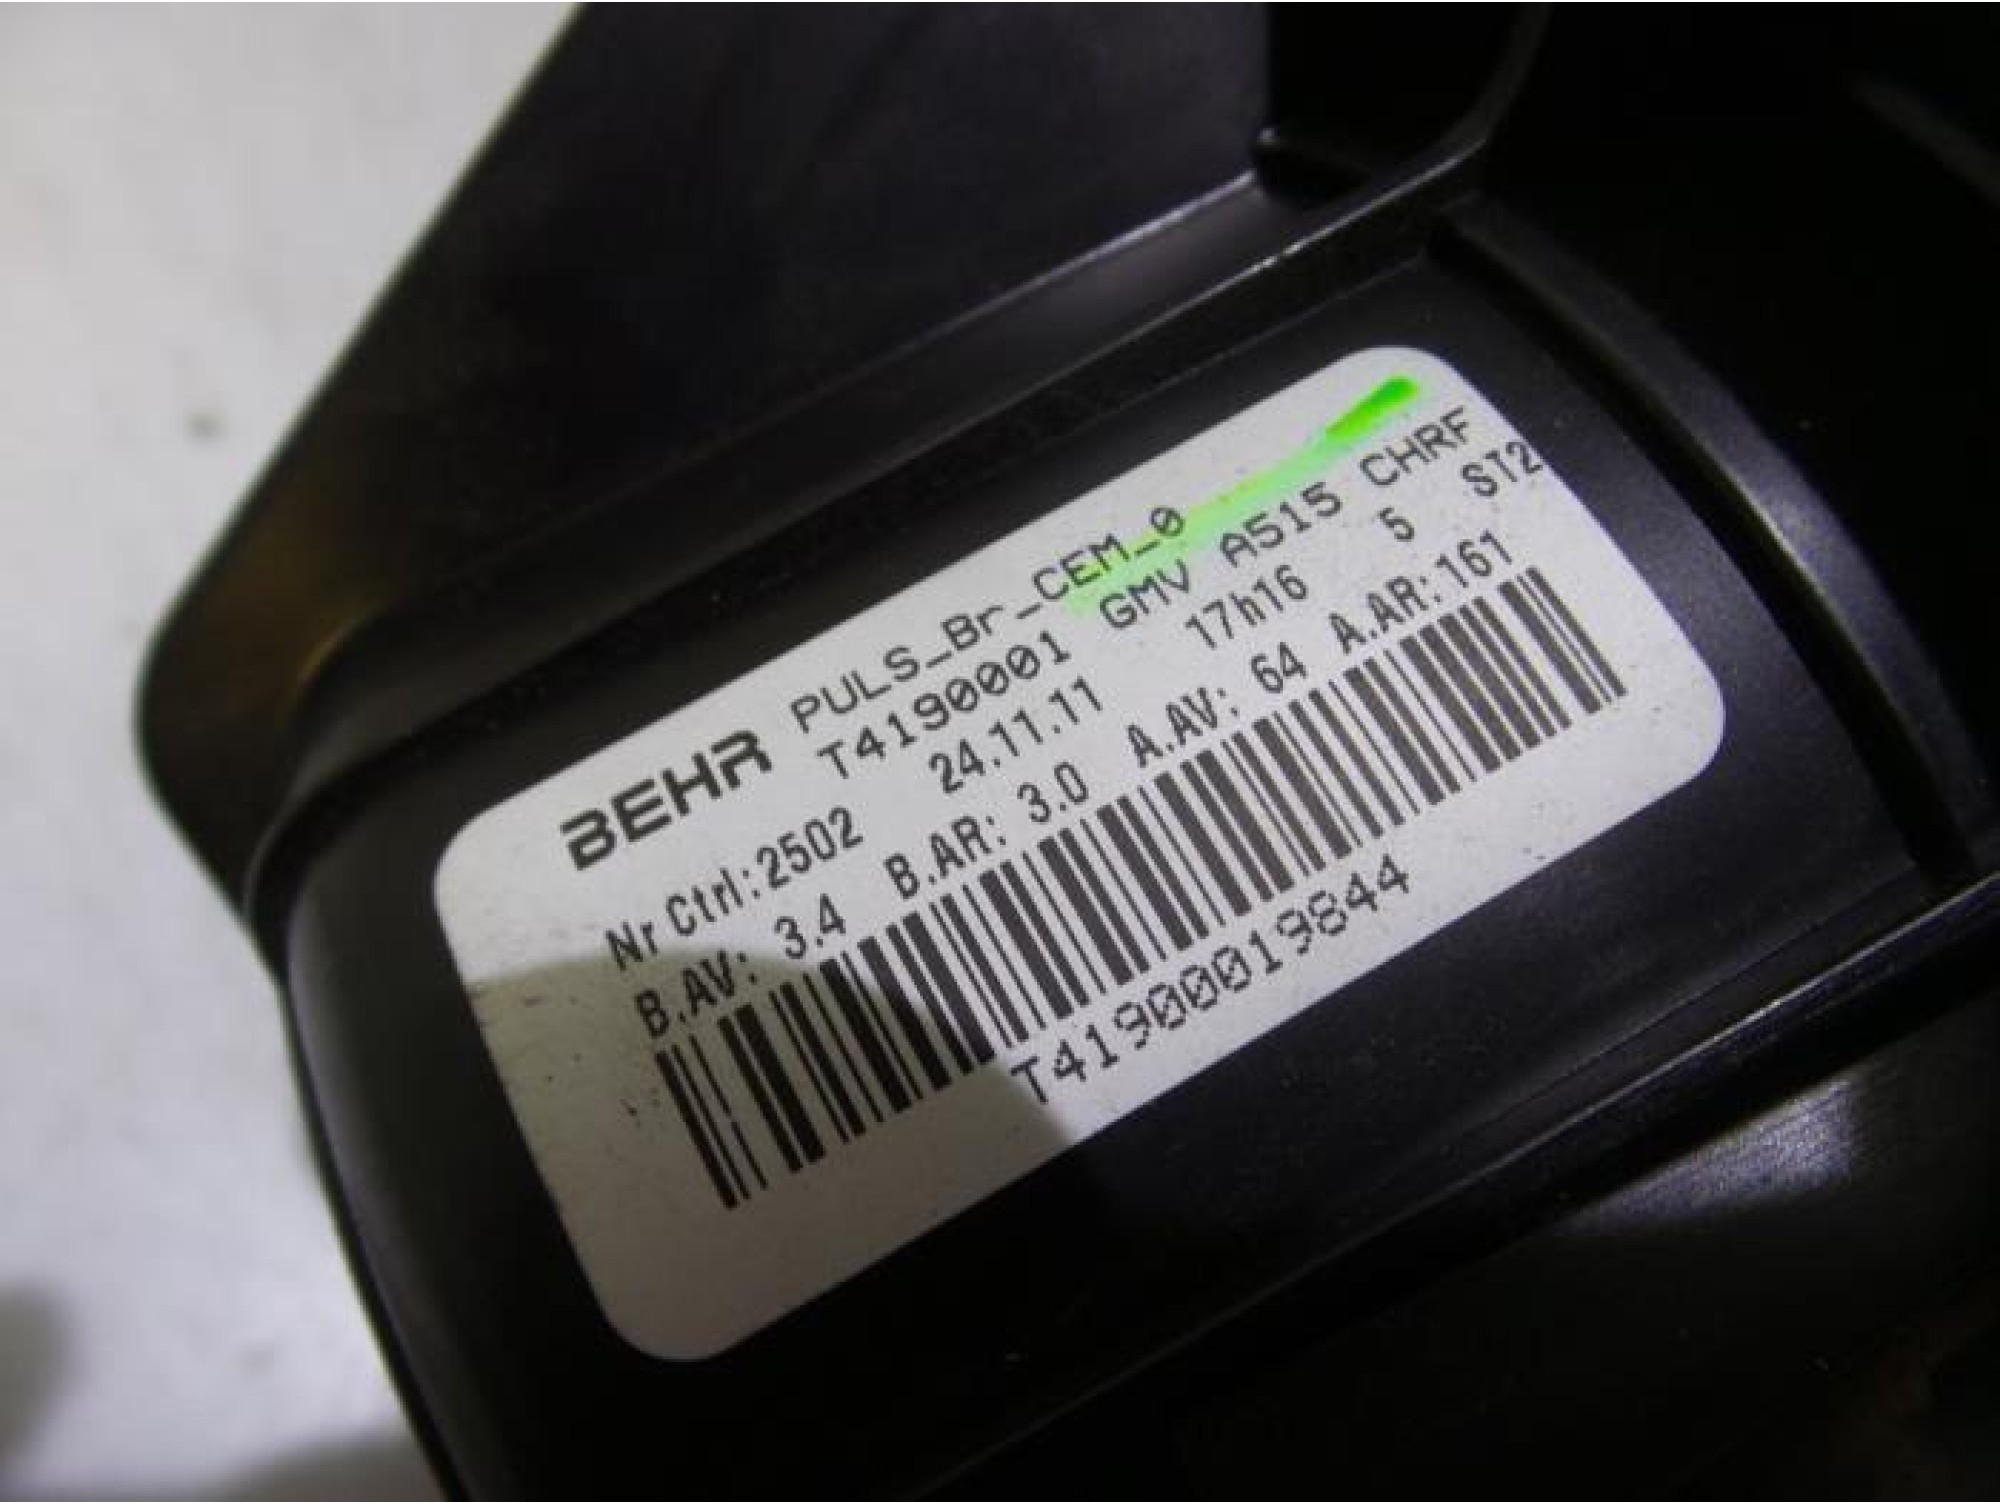 BEHR PULS_Br_CEM_0
T4190001 GMV A515 CHRF
Nr Ctrl:2502 24.11.11 17h16 5 ST2
B.AV: 3.4 B.AR: 3.0 A.AV: 64 A.AR:161
T41900019844